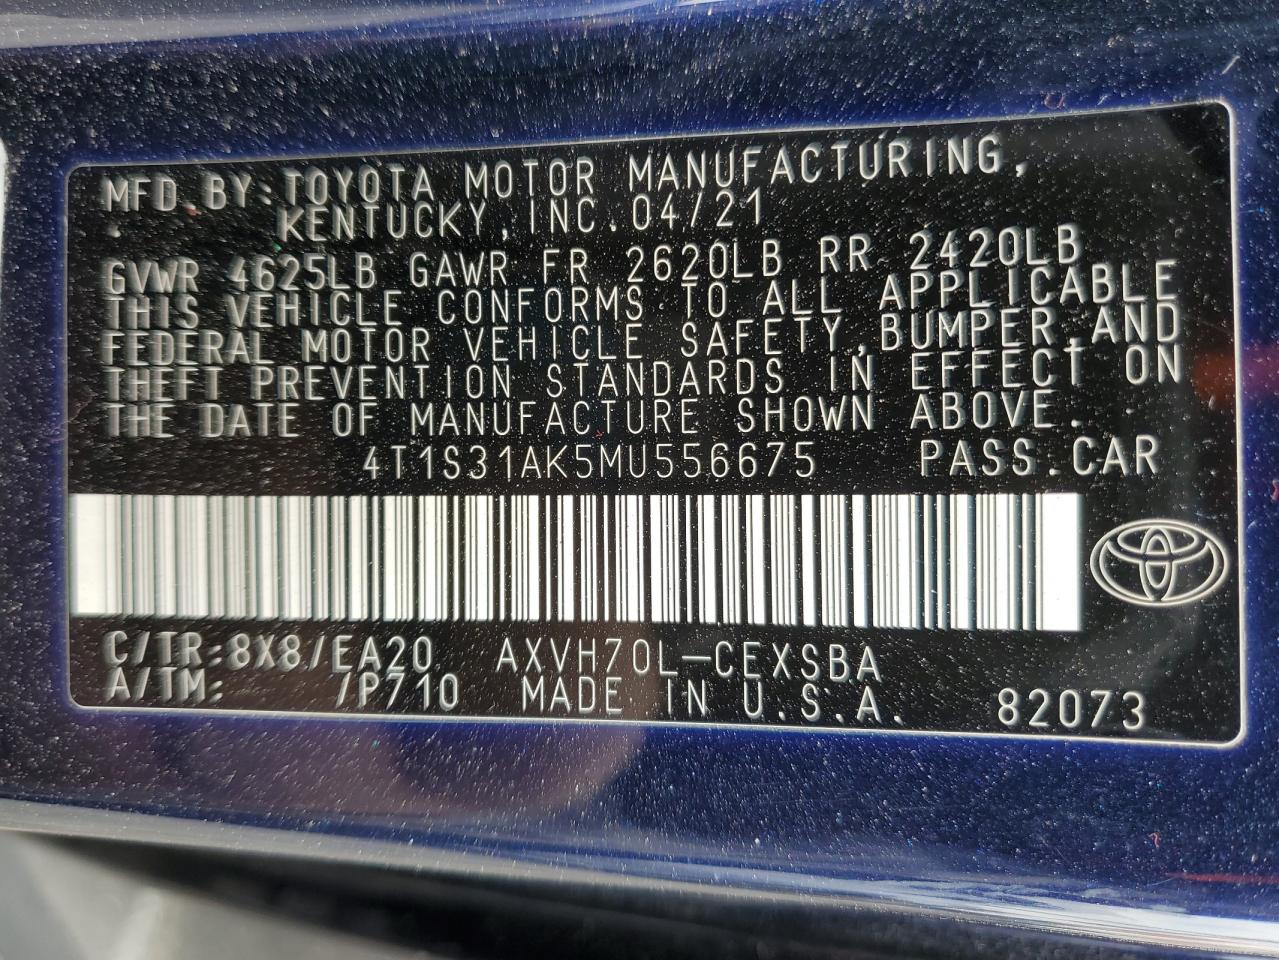 MFD.BY:TOYOTA MOTOR MANUFACTURING,
KENTUCKY,INC.04/21
GVWR 4625LB GAWR FR 2620LB RR 2420LB
THIS VEHICLE CONFORMS TO ALL APPLICABLE
FEDERAL MOTOR VEHICLE SAFETY,BUMPER,AND
THEFT PREVENTION STANDARDS IN EFFECT ON
THE DATE OF MANUFACTURE SHOWN ABOVE.
4T1S31AK5MU556675 PASS.CAR
C/TR:8X8/EA20 AXVH70L-CEXSBA
A/TM: /P710 MADE IN U.S.A. 82073